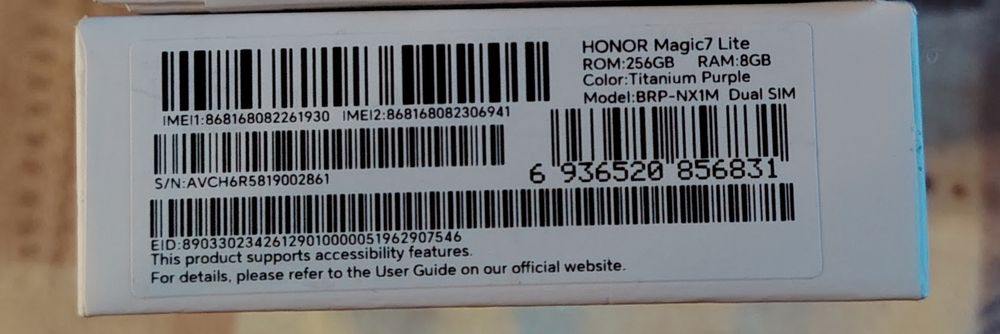 HONOR Magic7 Lite
ROM:256GB RAM:8GB
Color:Titanium Purple
Model:BRP-NX1M Dual SIM
IMEI1:868168082261930 IMEI2:868168082306941
S/N:AVCH6R5819002861
6 936520 856831
EID:89033023426129010000051962907546
This product supports accessibility features.
For details, please refer to the User Guide on our official website.